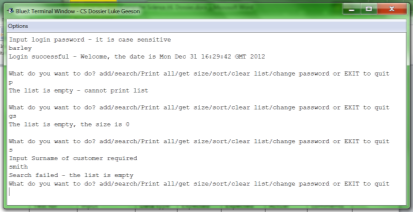 BlueJ: Terminal Window - CS Dossier Luke Geeson
Options
Input login password - it is case sensitive
harley
Login successful - Welcome, the date is Mon Dec 31 16:29:42 GMT 2012
What do you want to do? add/search/Print all/get size/sort/clear list/change password or EXIT to quit
p
The list is empty - cannot print list
What do you want to do? add/search/Print all/get size/sort/clear list/change password or EXIT to quit
gs
The list is empty, the size is 0
What do you want to do? add/search/Print all/get size/sort/clear list/change password or EXIT to quit
s
Input Surname of customer required
smith
Search failed - the list is empty
What do you want to do? add/search/Print all/get size/sort/clear list/change password or EXIT to quit